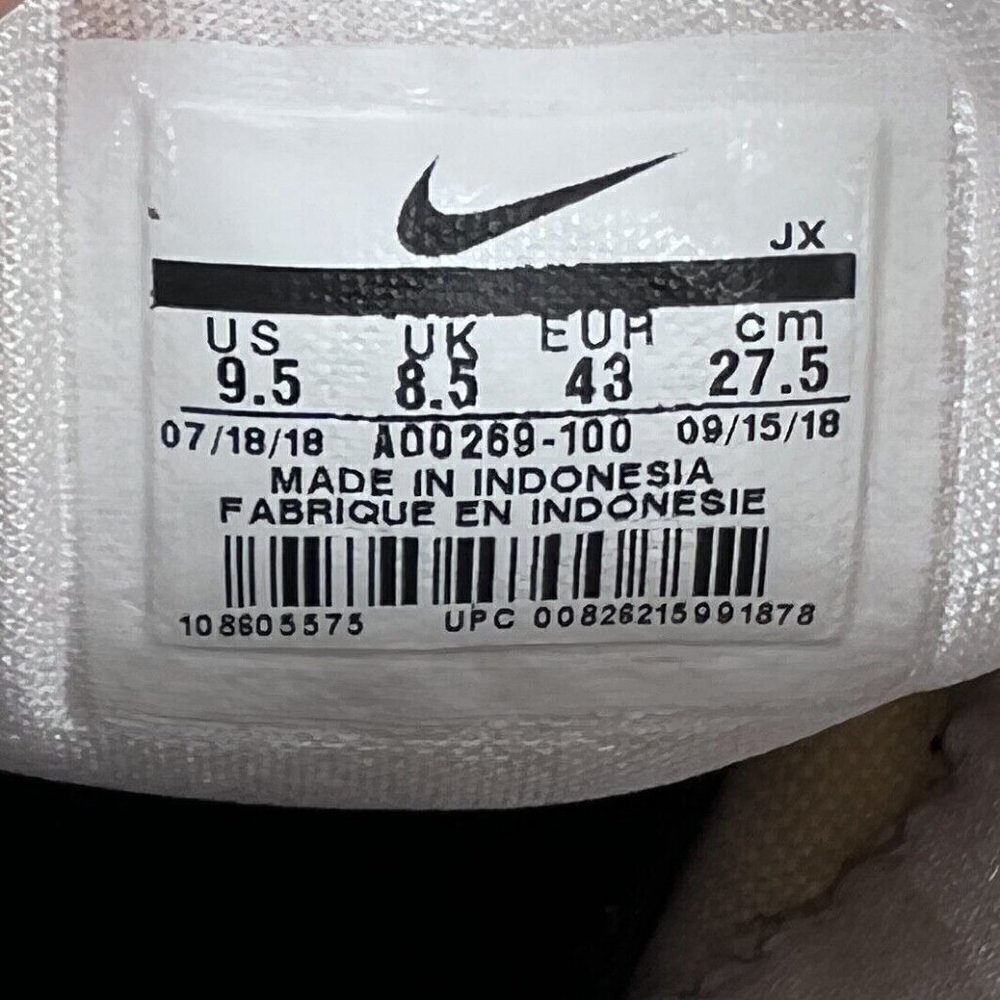 JX
US UK EUR cm
9.5 8.5 43 27.5
07/18/18 AO0269-100 09/15/18
MADE IN INDONESIA
FABRIQUE EN INDONESIE
108605575 UPC 00826215991878